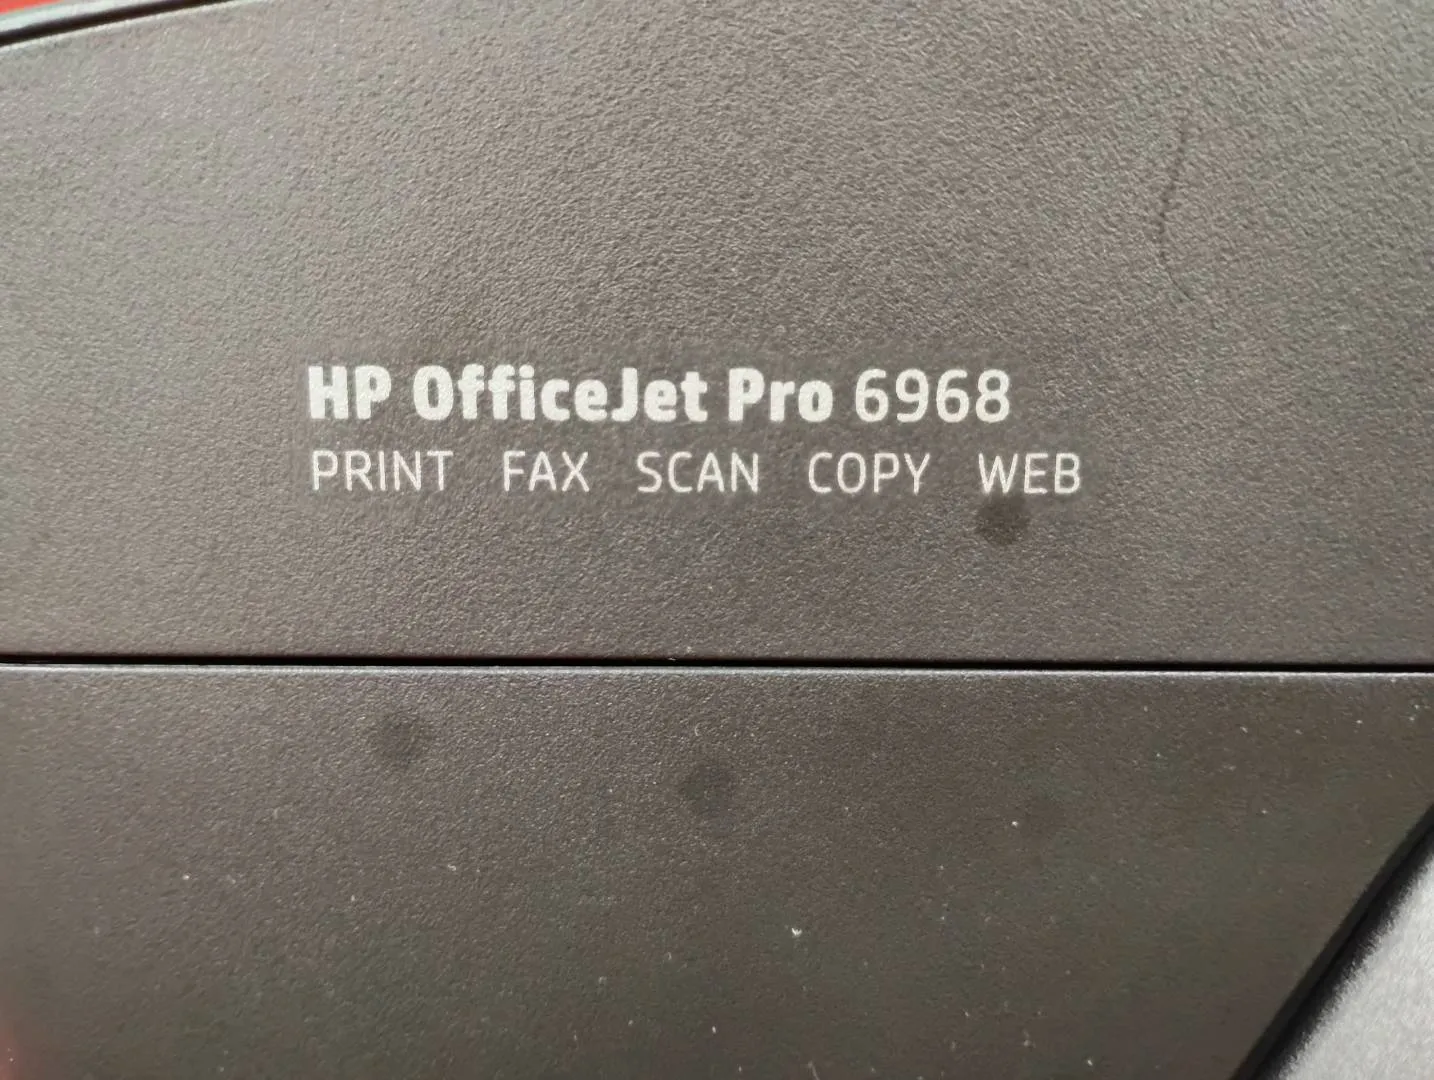 HP OfficeJet Pro 6968
PRINT FAX SCAN COPY WEB